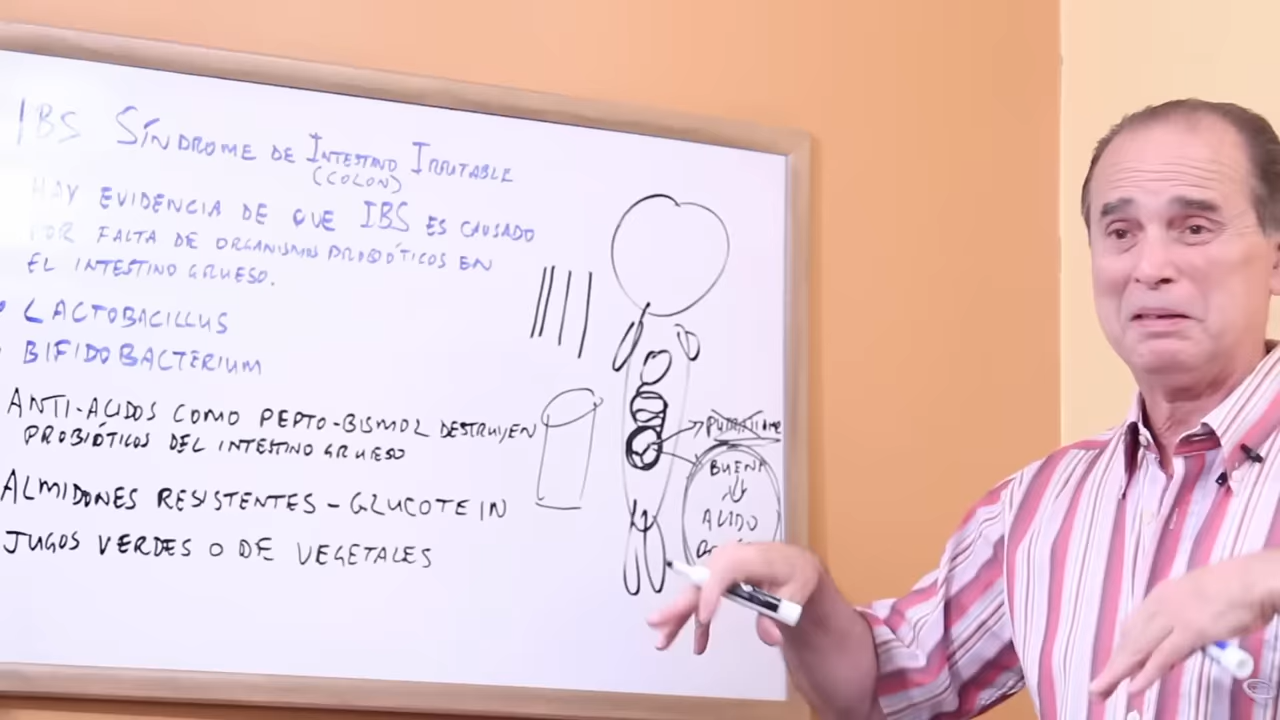 IBS SÍNDROME DE INTESTINO IRRITABLE
(COLON)
HAY EVIDENCIA DE QUE IBS ES CAUSADO
POR FALTA DE ORGANISMOS PROBIÓTICOS EN
EL INTESTINO GRUESO.
LACTOBACILLUS
BIFIDOBACTERIUM
ANTI-ACIDOS COMO PEPTO-BISMOL DESTRUYEN
PROBIÓTICOS DEL INTESTINO GRUESO
ALMIDONES RESISTENTES - GLUCOTEIN
JUGOS VERDES O DE VEGETALES
BUENA
ACIDO